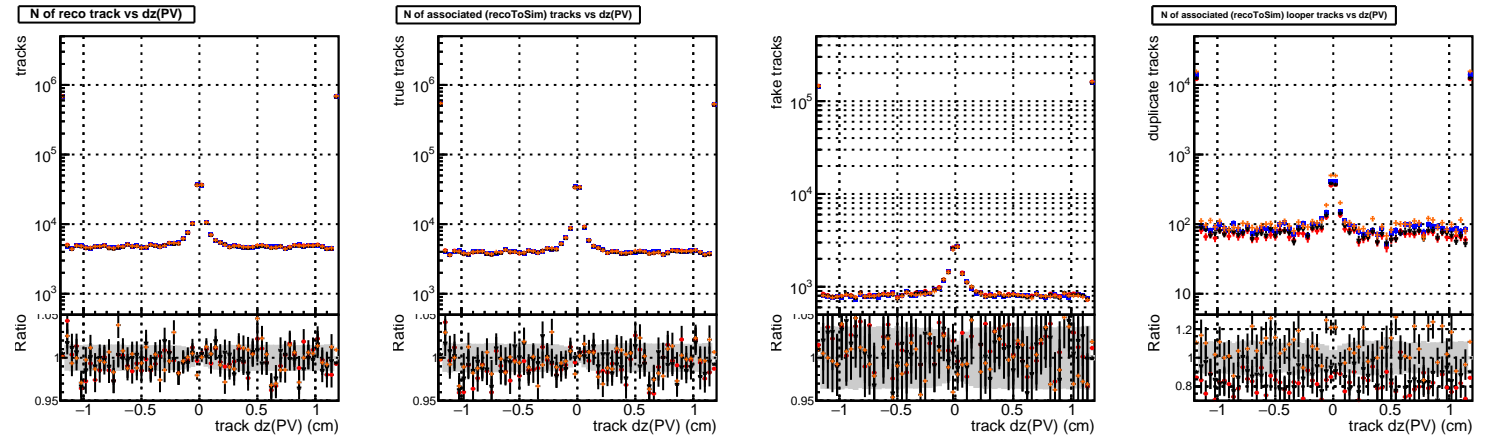 N of reco track vs dz(PV)
tracks
10^6
10^5
10^4
10^3
1.05
Ratio
1
0.95
−1 −0.5 0 0.5 1
track dz(PV) (cm)
N of associated (recoToSim) tracks vs dz(PV)
true tracks
10^6
10^5
10^4
10^3
1.05
Ratio
1
0.95
−1 −0.5 0 0.5 1
track dz(PV) (cm)
fake tracks
10^5
10^4
10^3
1.05
Ratio
1
0.95
−1 −0.5 0 0.5 1
track dz(PV) (cm)
N of associated (recoToSim) looper tracks vs dz(PV)
duplicate tracks
10^4
10^3
10^2
10
Ratio
1.2
1
0.8
−1 −0.5 0 0.5 1
track dz(PV) (cm)